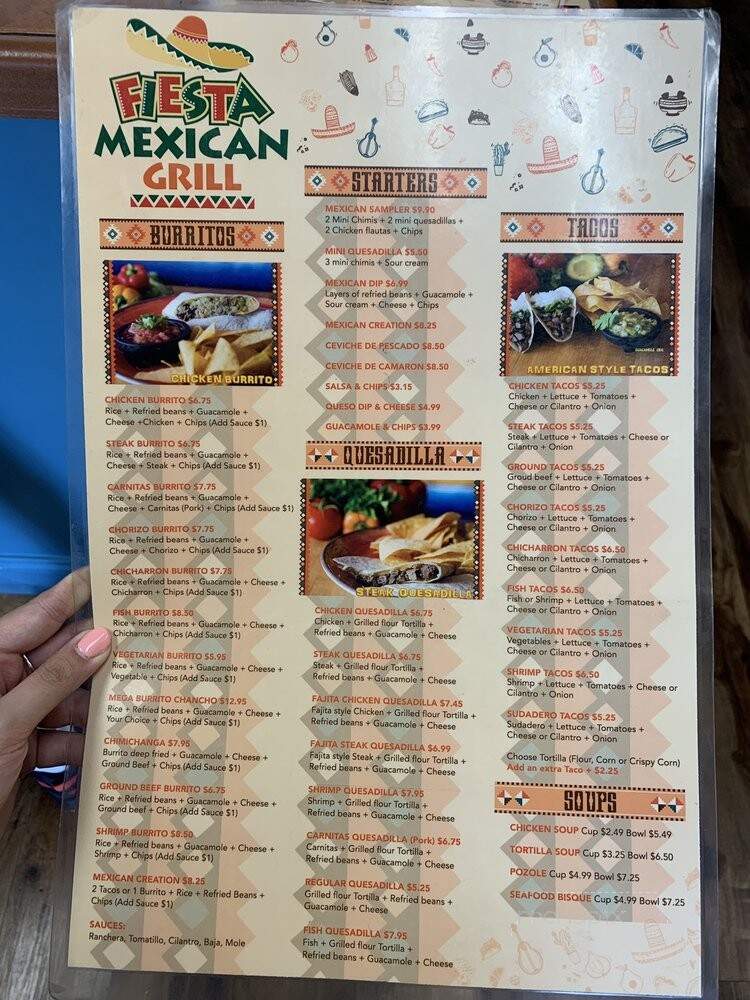 FIESTA
MEXICAN
GRILL
BURRITOS
CHICKEN BURRITO
CHICKEN BURRITO $6.75
Rice + Refried beans + Guacamole +
Cheese +Chicken + Chips (Add Sauce $1)
STEAK BURRITO $6.75
Rice + Refried beans + Guacamole +
Cheese + Steak + Chips (Add Sauce $1)
CARNITAS BURRITO $7.75
Rice + Refried beans + Guacamole +
Cheese + Carnitas (Pork) + Chips (Add Sauce $1)
CHORIZO BURRITO $7.75
Rice + Refried beans + Guacamole +
Cheese + Chorizo + Chips (Add Sauce $1)
CHICHARRON BURRITO $7.75
Rice + Refried beans + Guacamole + Cheese +
Chicharron + Chips (Add Sauce $1)
FISH BURRITO $8.50
Rice + Refried beans + Guacamole + Cheese +
Chicharron + Chips (Add Sauce $1)
VEGETARIAN BURRITO $5.95
Rice + Refried beans + Guacamole + Cheese +
Vegetable + Chips (Add Sauce $1)
MEGA BURRITO CHANCHO $12.95
Rice + Refried beans + Guacamole + Cheese +
Your Choice + Chips (Add Sauce $1)
CHIMICHANGA $7.95
Burrito deep fried + Guacamole + Cheese +
Ground Beef + Chips (Add Sauce $1)
GROUND BEEF BURRITO $6.75
Rice + Refried beans + Guacamole + Cheese +
Ground beef + Chips (Add Sauce $1)
SHRIMP BURRITO $8.50
Rice + Refried beans + Guacamole + Cheese +
Shrimp + Chips (Add Sauce $1)
MEXICAN CREATION $8.25
2 Tacos or 1 Burrito + Rice + Refried Beans +
Chips (Add Sauce $1)
SAUCES:
Ranchera, Tomatillo, Cilantro, Baja, Mole
STARTERS
MEXICAN SAMPLER $9.90
2 Mini Chimis + 2 mini quesadillas +
2 Chicken flautas + Chips
MINI QUESADILLA $5.50
3 mini chimis + Sour cream
MEXICAN DIP $6.99
Layers of refried beans + Guacamole +
Sour cream + Cheese + Chips
MEXICAN CREATION $8.25
CEVICHE DE PESCADO $8.50
CEVICHE DE CAMARON $8.50
SALSA & CHIPS $3.15
QUESO DIP & CHEESE $4.99
GUACAMOLE & CHIPS $3.99
QUESADILLA
STEAK QUESADILLA
CHICKEN QUESADILLA $6.75
Chicken + Grilled flour Tortilla +
Refried beans + Guacamole + Cheese
STEAK QUESADILLA $6.75
Steak + Grilled flour Tortilla +
Refried beans + Guacamole + Cheese
FAJITA CHICKEN QUESADILLA $7.45
Fajita style Chicken + Grilled flour Tortilla +
Refried beans + Guacamole + Cheese
FAJITA STEAK QUESADILLA $6.99
Fajita style Steak + Grilled flour Tortilla +
Refried beans + Guacamole + Cheese
SHRIMP QUESADILLA $7.95
Shrimp + Grilled flour Tortilla +
Refried beans + Guacamole + Cheese
CARNITAS QUESADILLA (Pork) $6.75
Carnitas + Grilled flour Tortilla +
Refried beans + Guacamole + Cheese
REGULAR QUESADILLA $5.25
Grilled flour Tortilla + Refried beans +
Guacamole + Cheese
FISH QUESADILLA $7.95
Fish + Grilled flour Tortilla +
Refried beans + Guacamole + Cheese
TACOS
AMERICAN STYLE TACOS
CHICKEN TACOS $5.25
Chicken + Lettuce + Tomatoes +
Cheese or Cilantro + Onion
STEAK TACOS $5.25
Steak + Lettuce + Tomatoes + Cheese or
Cilantro + Onion
GROUND TACOS $5.25
Groud beef + Lettuce + Tomatoes +
Cheese or Cilantro + Onion
CHORIZO TACOS $5.25
Chorizo + Lettuce + Tomatoes +
Cheese or Cilantro + Onion
CHICHARRON TACOS $6.50
Chicharron + Lettuce + Tomatoes +
Cheese or Cilantro + Onion
FISH TACOS $6.50
Fish or Shrimp + Lettuce + Tomatoes +
Cheese or Cilantro + Onion
VEGETARIAN TACOS $5.25
Vegetables + Lettuce + Tomatoes +
Cheese or Cilantro + Onion
SHRIMP TACOS $6.50
Shrimp + Lettuce + Tomatoes + Cheese or
Cilantro + Onion
SUDADERO TACOS $5.25
Sudadero + Lettuce + Tomatoes +
Cheese or Cilantro + Onion
Choose Tortilla (Flour, Corn or Crispy Corn)
Add an extra Taco + $2.25
SOUPS
CHICKEN SOUP Cup $2.49 Bowl $5.49
TORTILLA SOUP Cup $3.25 Bowl $6.50
POZOLE Cup $4.99 Bowl $7.25
SEAFOOD BISQUE Cup $4.99 Bowl $7.25